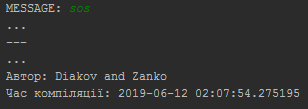 MESSAGE: sos
...
---
...
Автор: Diakov and Zanko
Час компіляції: 2019-06-12 02:07:54.275195